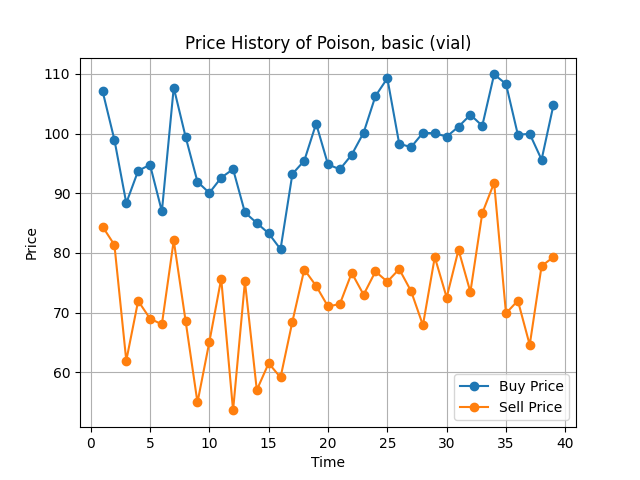 Price History of Poison, basic (vial)
110
100
90
80
70
60
Price
0 5 10 15 20 25 30 35 40
Time
Buy Price
Sell Price